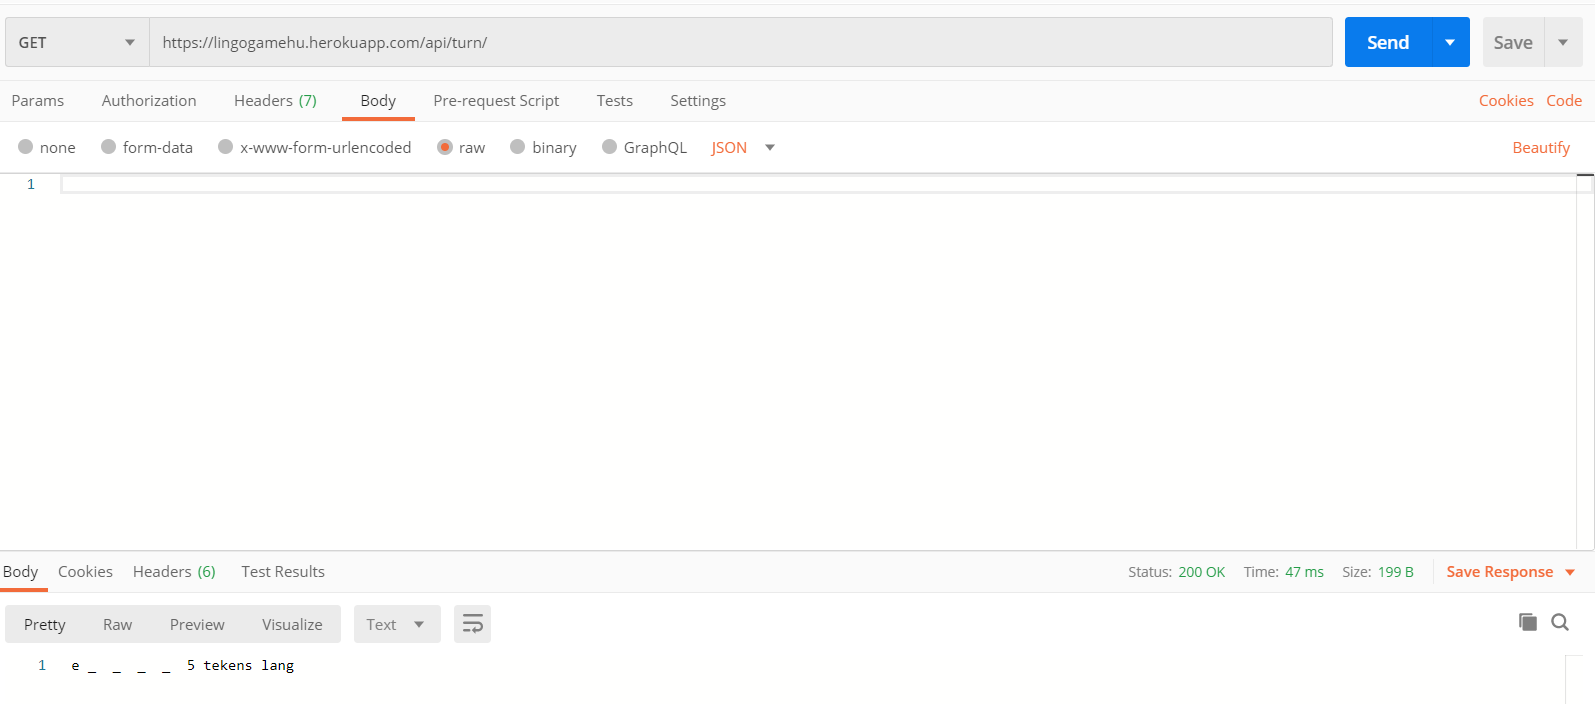 GET https://lingogamehu.herokuapp.com/api/turn/ Send Save
Params Authorization Headers (7) Body Pre-request Script Tests Settings Cookies Code
none form-data x-www-form-urlencoded raw binary GraphQL JSON Beautify
1
Body Cookies Headers (6) Test Results Status: 200 OK Time: 47 ms Size: 199 B Save Response
Pretty Raw Preview Visualize Text
1 e _ _ _ _ 5 tekens lang